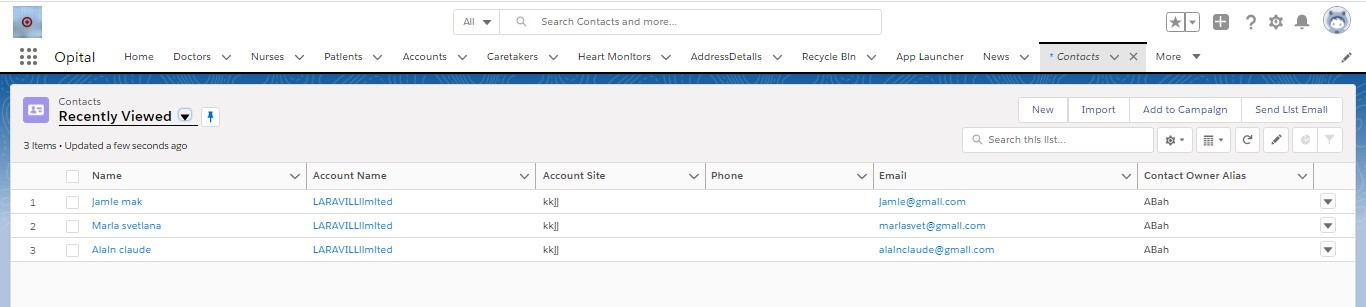 All Search Contacts and more...
Opital Home Doctors Nurses Patients Accounts Caretakers Heart Monitors AddressDetails Recycle Bin App Launcher News * Contacts More
Contacts
Recently Viewed
New Import Add to Campaign Send List Email
3 items • Updated a few seconds ago
Search this list...
Name Account Name Account Site Phone Email Contact Owner Alias
1 Jamie mak LARAVILLlimited kkjj jamie@gmail.com ABah
2 Maria svetlana LARAVILLlimited kkjj mariasvet@gmail.com ABah
3 Alain claude LARAVILLlimited kkjj alainclaude@gmail.com ABah